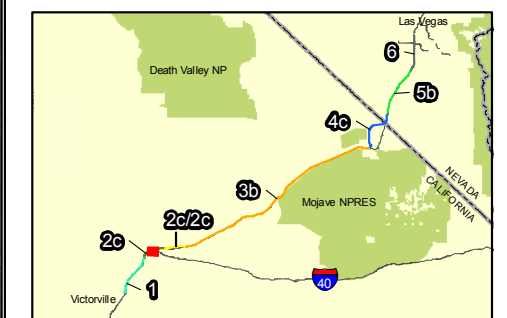 Las Vegas
6
Death Valley NP
5b
4c
NEVADA
CALIFORNIA
3b
Mojave NPRES
2c/2c
2c
40
1
Victorville